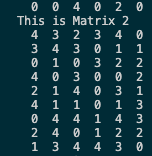 0 0 4 0 2 0
This is Matrix 2
4 3 2 3 4 0
3 4 3 0 1 1
0 1 0 3 2 2
4 0 3 0 0 2
2 1 4 0 3 1
4 1 1 0 1 3
0 4 4 1 4 3
2 4 0 1 2 2
1 3 4 4 3 0